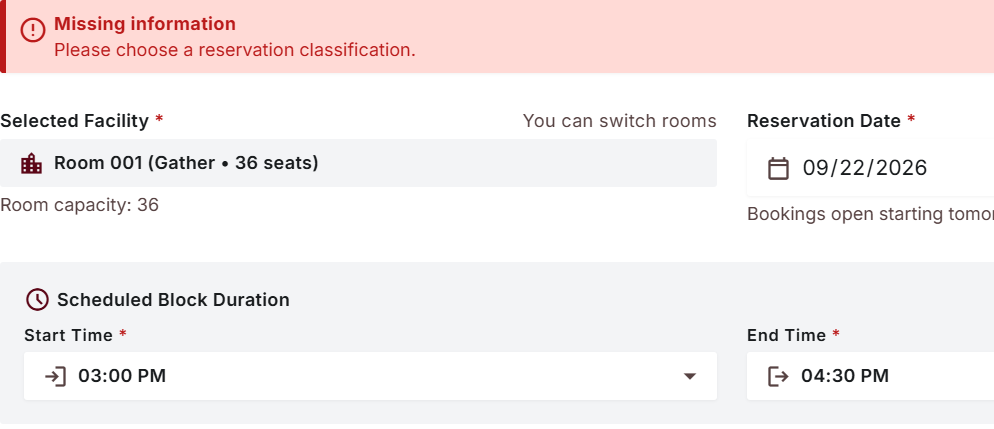 Missing information
Please choose a reservation classification.
Selected Facility *
You can switch rooms
Room 001 (Gather • 36 seats)
Room capacity: 36
Reservation Date *
09/22/2026
Bookings open starting
Scheduled Block Duration
Start Time *
03:00 PM
End Time *
04:30 PM